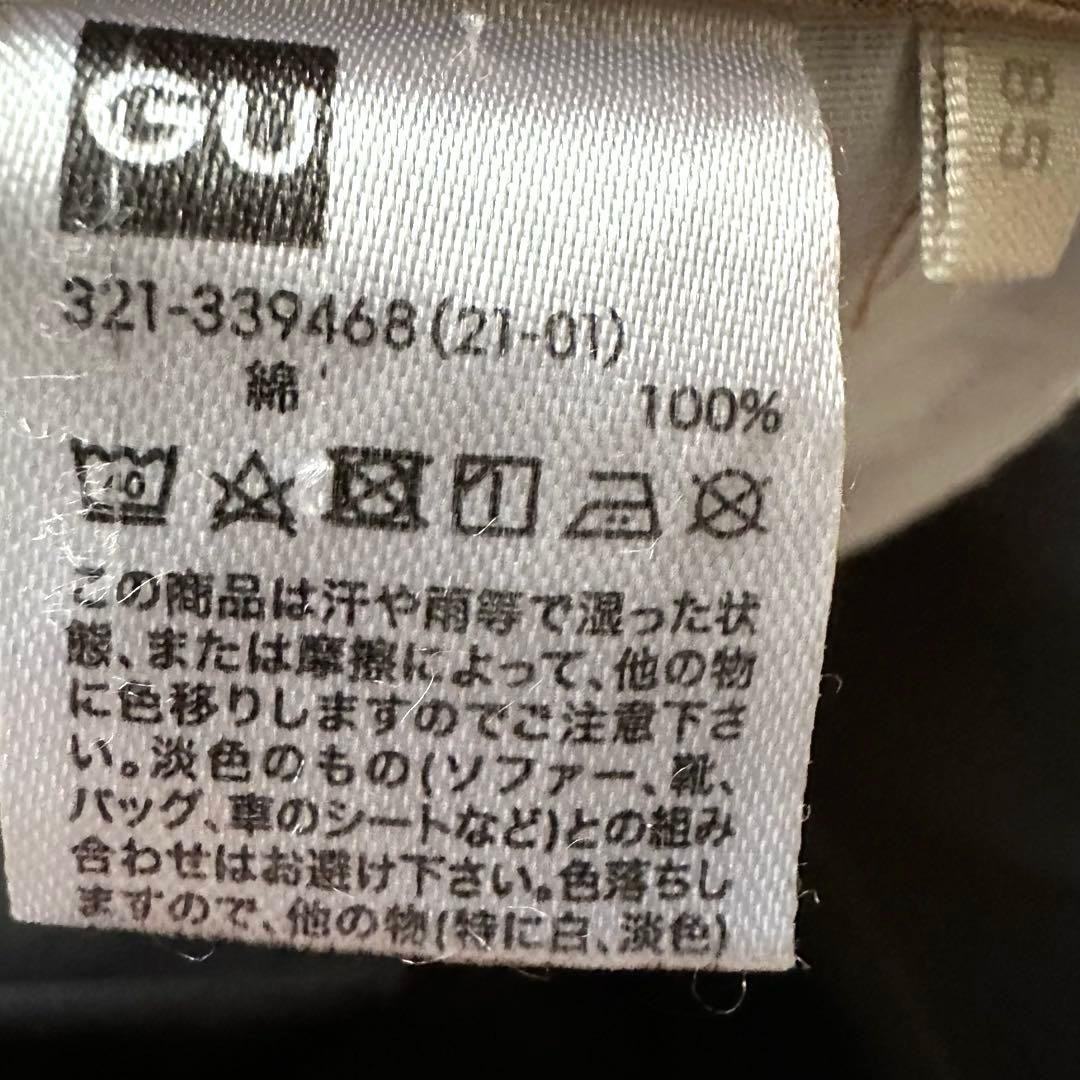 GU
85
321-339468(21-01)
綿 100%
40
この商品は汗や雨等で湿った状
態、または摩擦によって、他の物
に色移りしますのでご注意下さ
い。淡色のもの(ソファー、靴、
バッグ、車のシートなど)との組み
合わせはお避け下さい。色落ちし
ますので、他の物(特に白、淡色)